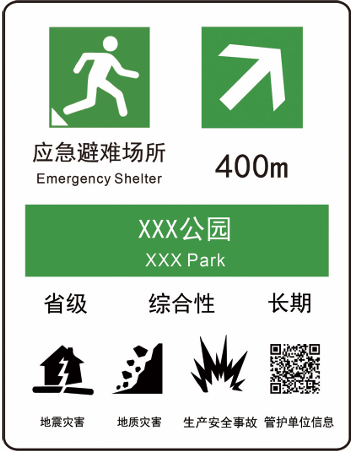 应急避难场所
Emergency Shelter
400m
XXX公园
XXX Park
省级 综合性 长期
地震灾害 地质灾害 生产安全事故 管护单位信息